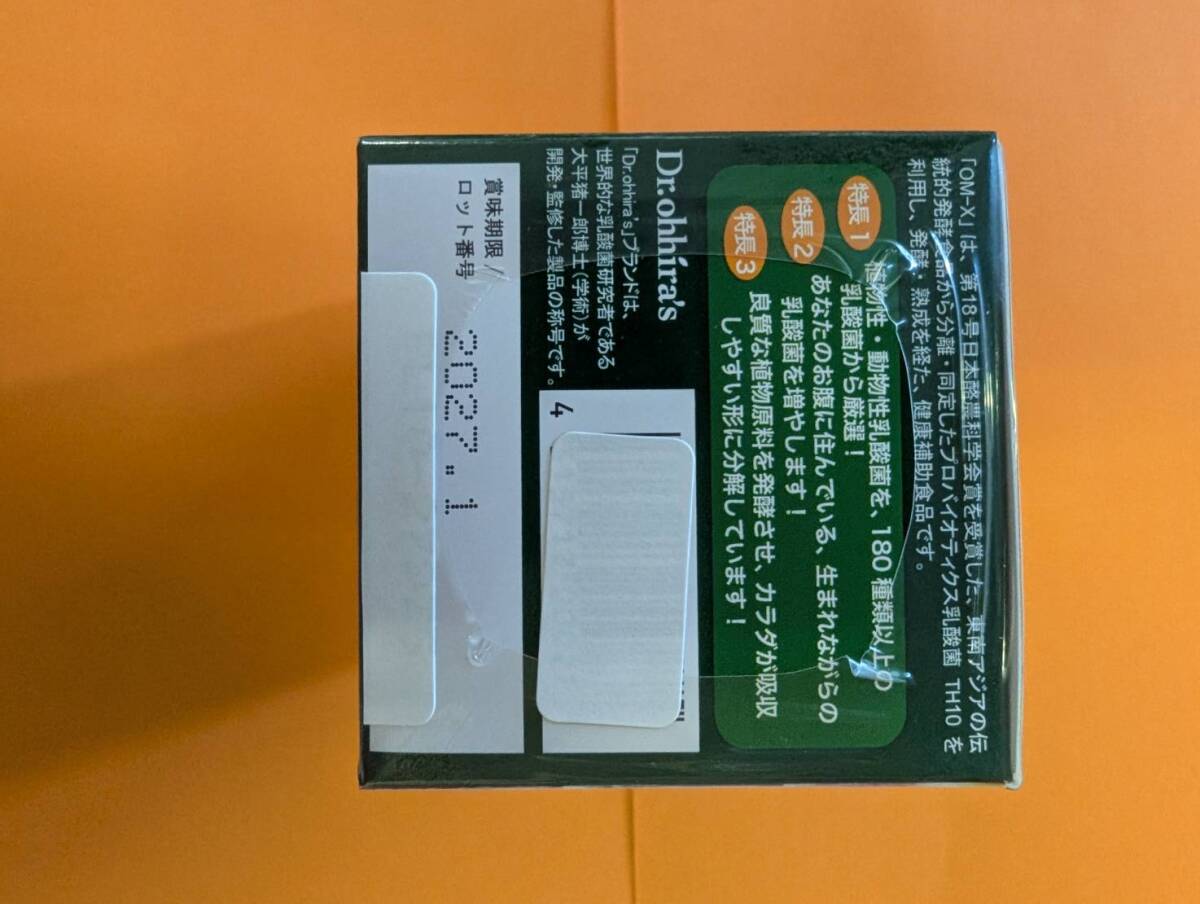 「OM-X」は、第18号日本酪農科学会賞を受賞した、東南アジアの伝
統的発酵食品から分離・同定したプロバイオティクス乳酸菌 TH10 を
利用し、発酵・熟成を経た、健康補助食品です。
特長1 植物性・動物性乳酸菌を、180種類以上の
乳酸菌から厳選！
特長2 あなたのお腹に住んでいる、生まれながらの
乳酸菌を増やします！
特長3 良質な植物原料を発酵させ、カラダが吸収
しやすい形に分解しています！
Dr.ohhira's
「Dr.ohhira's」ブランドは、
世界的な乳酸菌研究者である
大平猪一郎博士（学術）が
開発・監修した製品の称号です。
4
賞味期限／
ロット番号
2027. 1